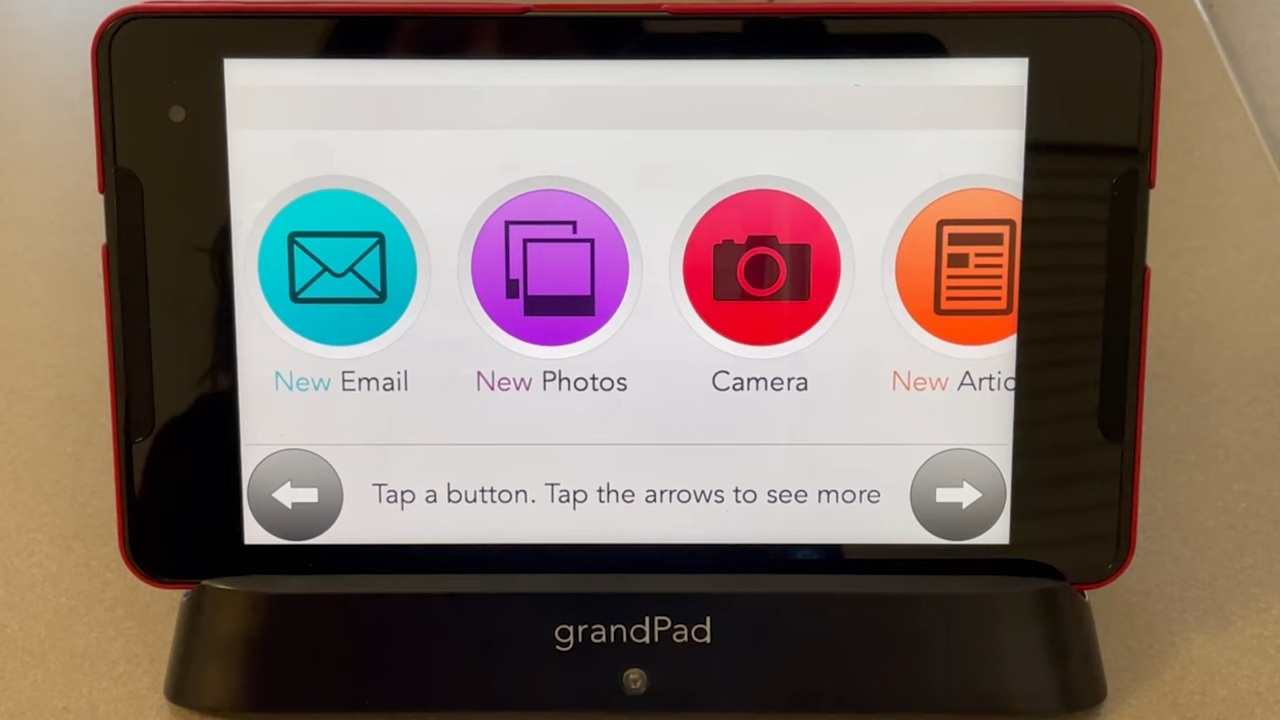 New Email
New Photos
Camera
New Artic
Tap a button. Tap the arrows to see more
grandPad